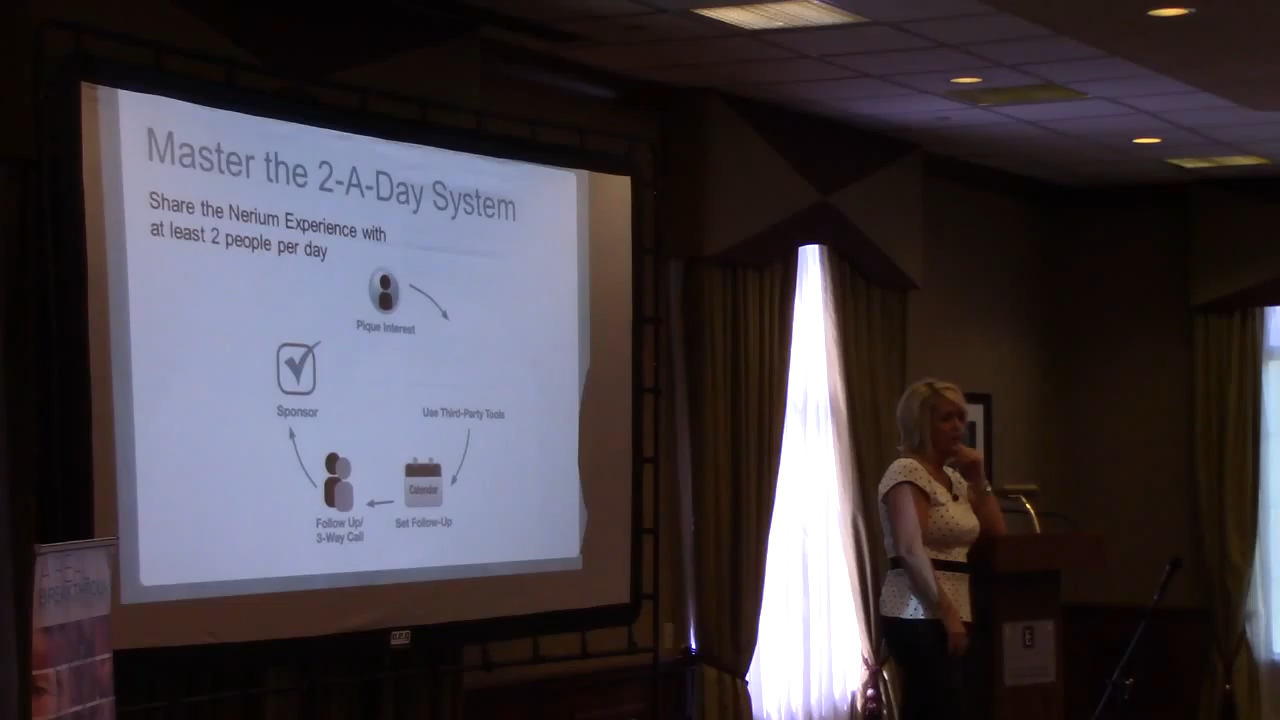 Master the 2-A-Day System
Share the Nerium Experience with
at least 2 people per day
Pique Interest
Sponsor
Use Third-Party Tools
Calendar
Follow Up/
3-Way Call
Set Follow-Up
BREAKTHROUGH
E